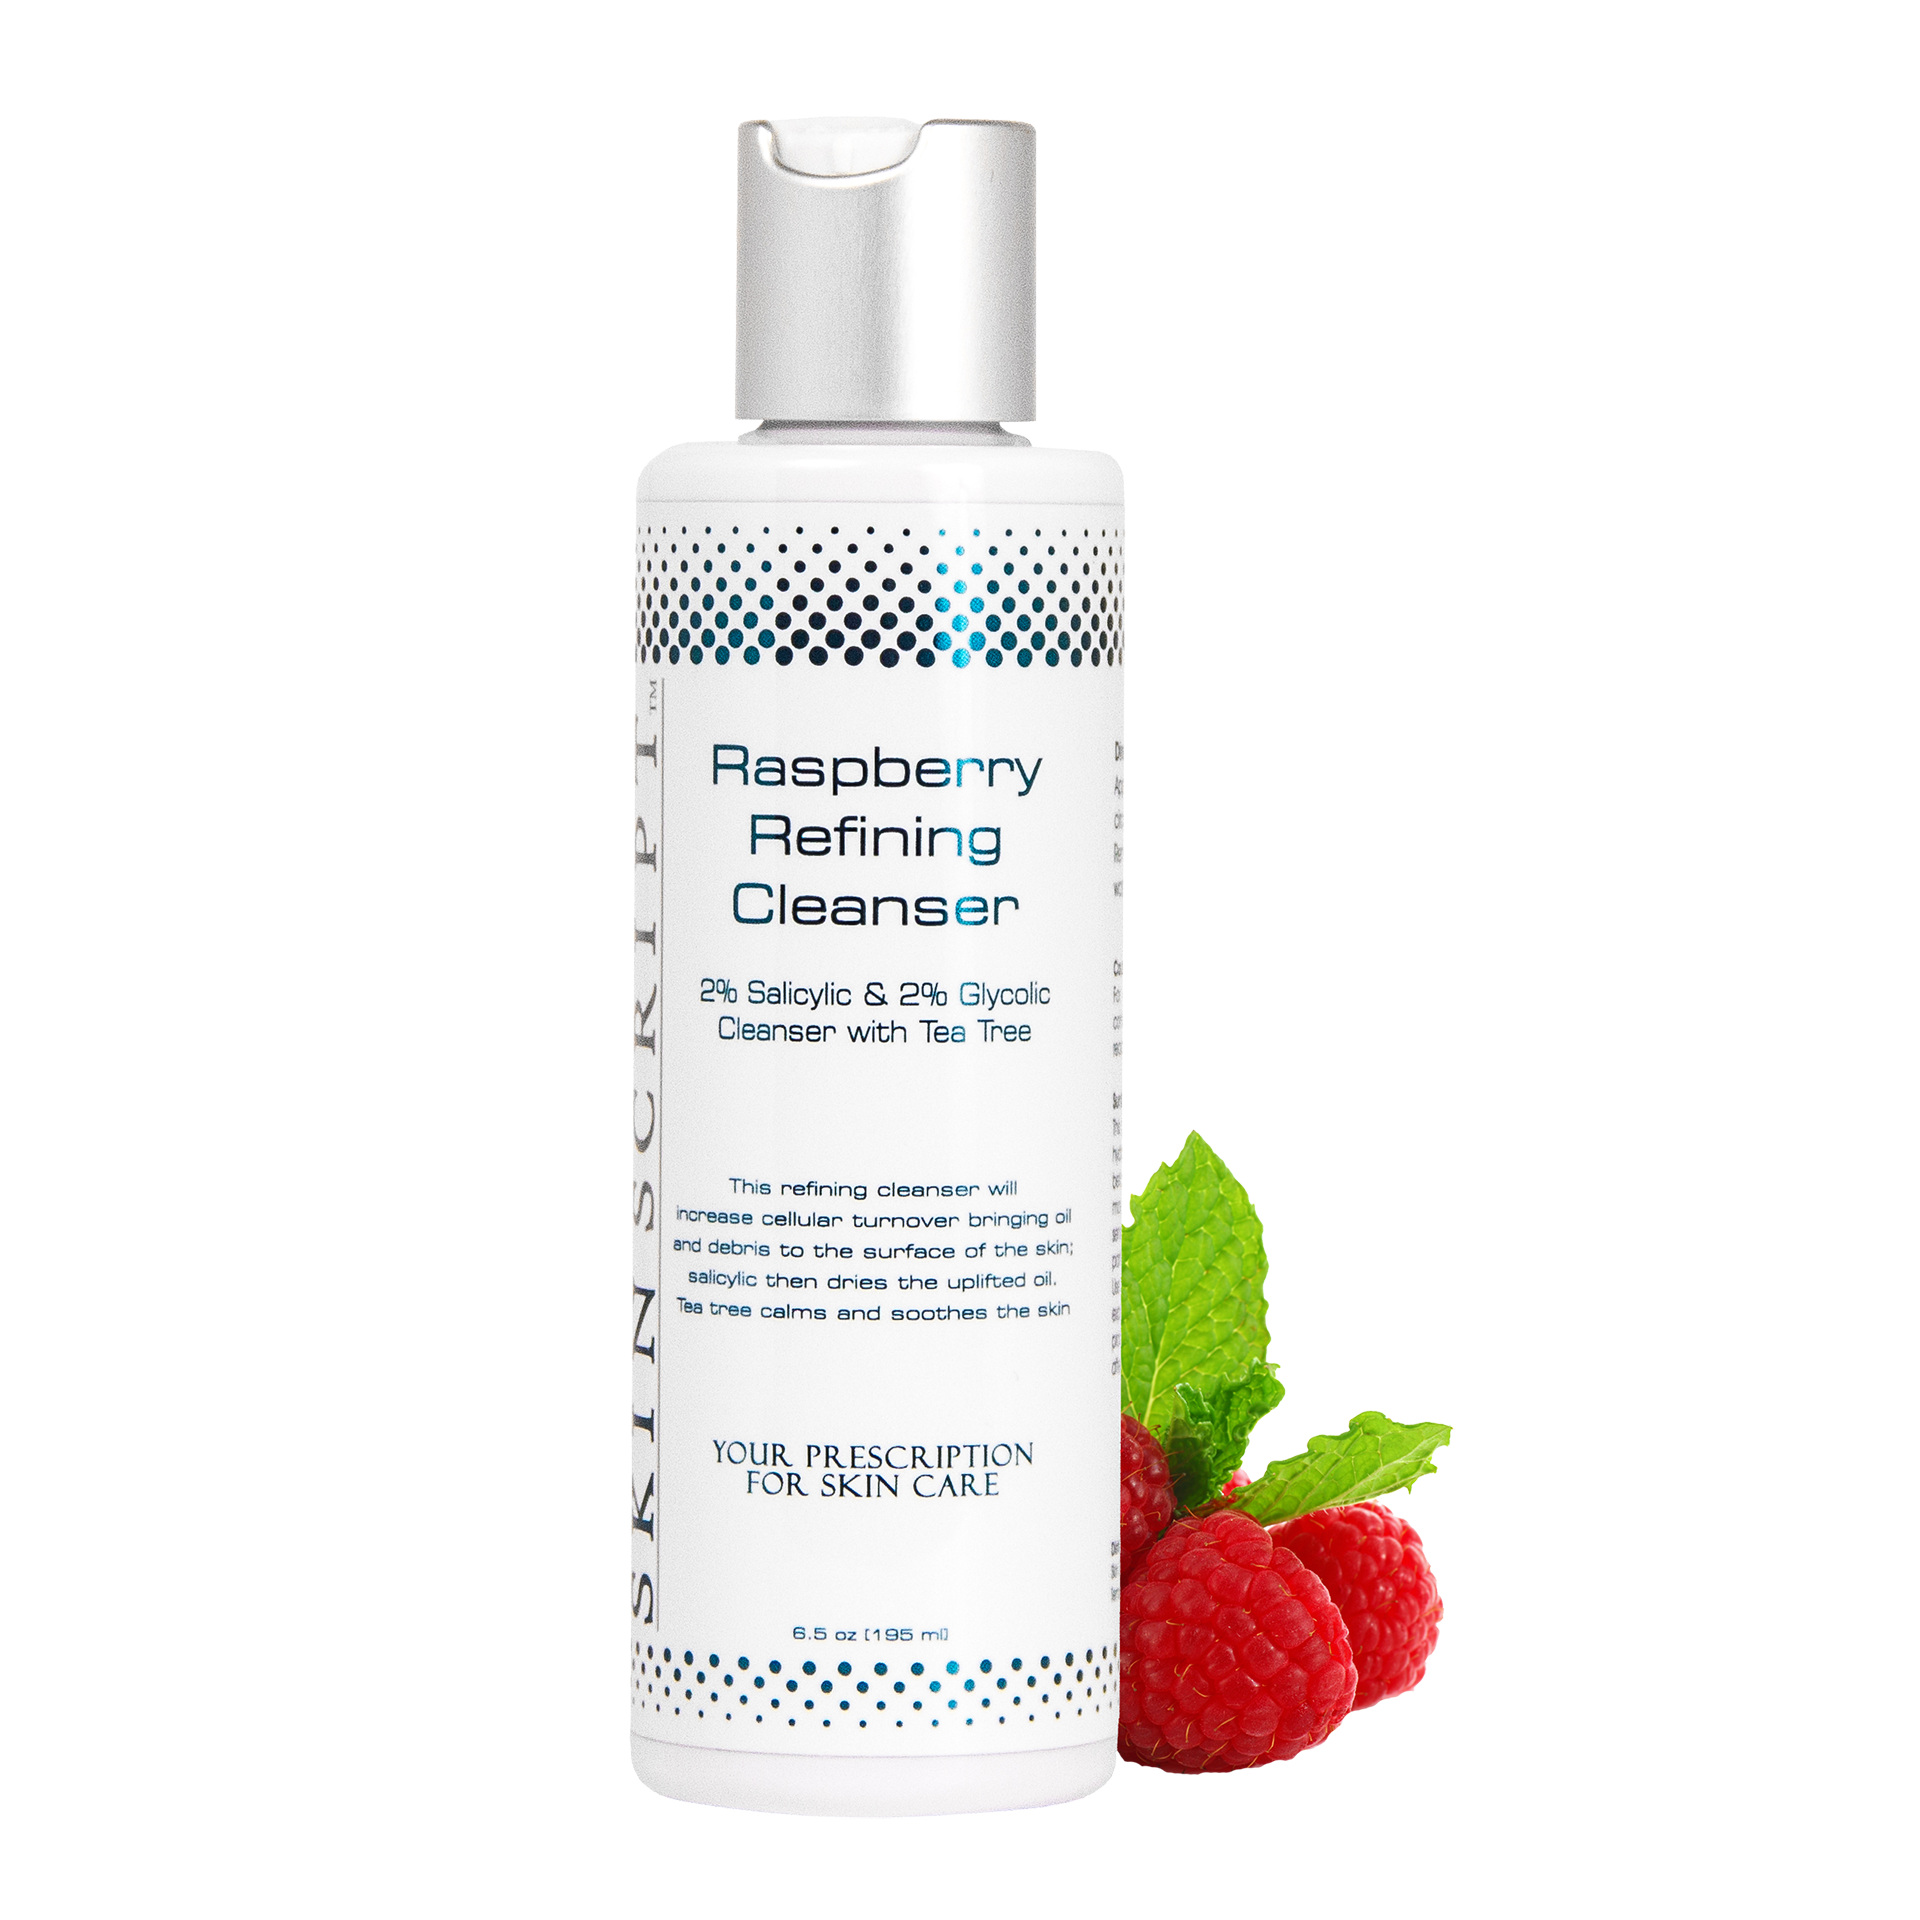 SKIN SCRIPT™
Raspberry
Refining
Cleanser
2% Salicylic & 2% Glycolic
Cleanser with Tea Tree
This refining cleanser will
increase cellular turnover bringing oil
and debris to the surface of the skin;
salicylic then dries the uplifted oil.
Tea tree calms and soothes the skin
YOUR PRESCRIPTION
FOR SKIN CARE
6.5 oz [195 ml]